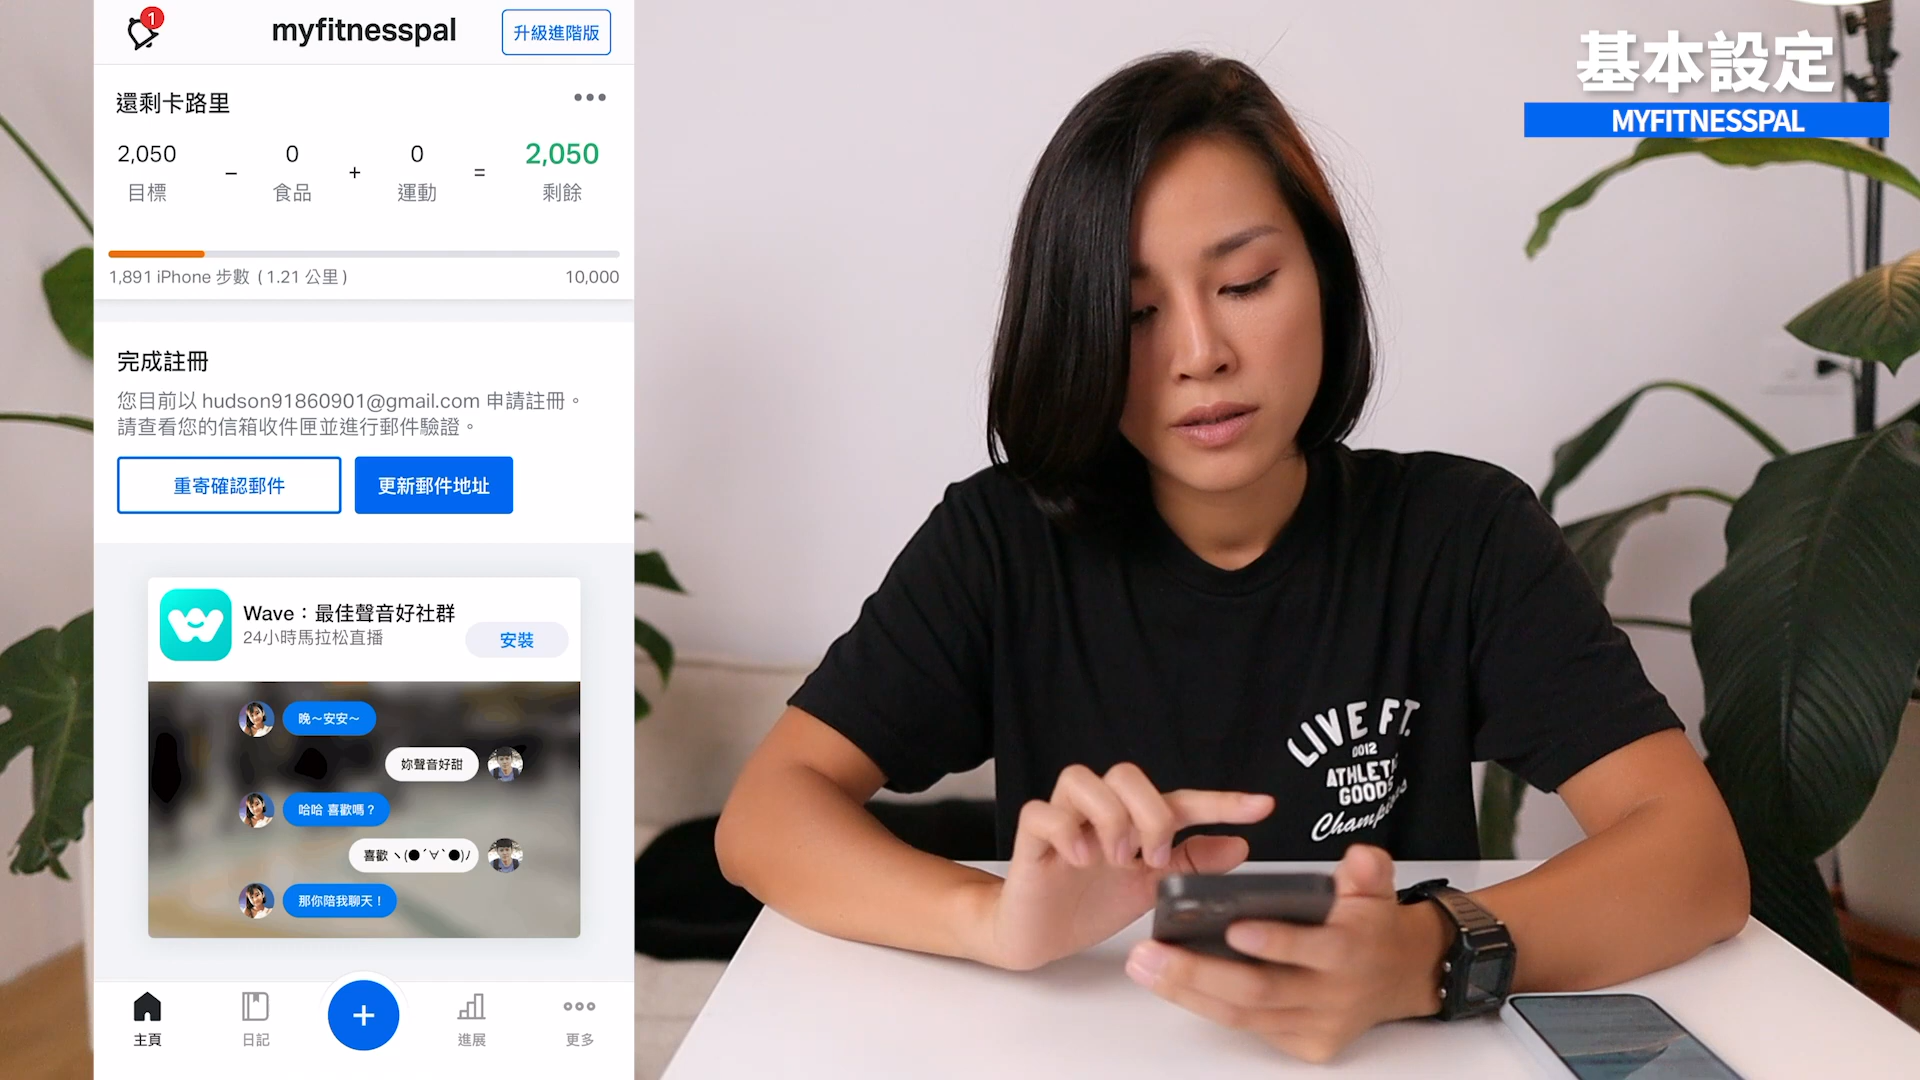 1
myfitnesspal
升級進階版
還剩卡路里
2,050 − 0 + 0 = 2,050
目標 食品 運動 剩餘
1,891 iPhone 步數 ( 1.21 公里 ) 10,000
完成註冊
您目前以 hudson91860901@gmail.com 申請註冊。
請查看您的信箱收件匣並進行郵件驗證。
重寄確認郵件 更新郵件地址
Wave：最佳聲音好社群
24小時馬拉松直播
安裝
晚～安安～
妳聲音好甜
哈哈 喜歡嗎？
喜歡ヽ(●´∀`●)ﾉ
那你陪我聊天！
主頁 日記 + 進展 更多
基本設定
MYFITNESSPAL
LIVE FT.
0012
ATHLETIC
GOODS